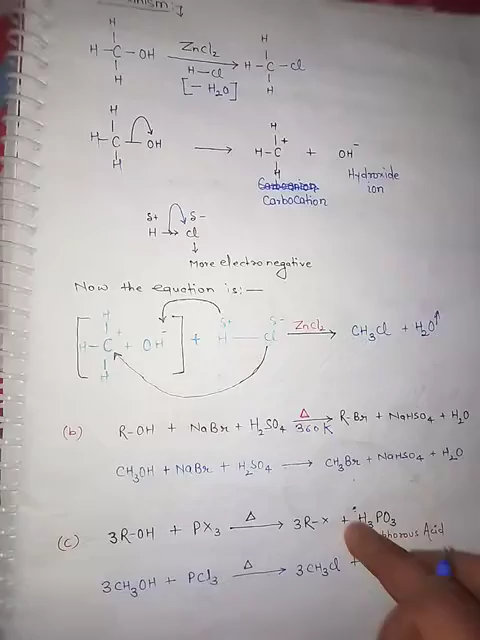 H
ZnCl2
H-C-OH → H-C-Cl
H-Cl
H H
[-H2O]
H H
H-C-OH → H-C+ + OH-
H H
Hydroxide
ion
Carbocation
δ+ δ-
H →→ Cl
↓
More electronegative
Now the equation is:—
H
[H-C+ + OH-] + δ+H — Clδ- ZnCl2→ CH3Cl + H2O↑
H
(b) R-OH + NaBr + H2SO4 Δ→ 360K R-Br + NaHSO4 + H2O
CH3OH + NaBr + H2SO4 → CH3Br + NaHSO4 + H2O
(c) 3R-OH + PX3 Δ→ 3R-X + H3PO3
Acid
3CH3OH + PCl3 Δ→ 3CH3Cl +